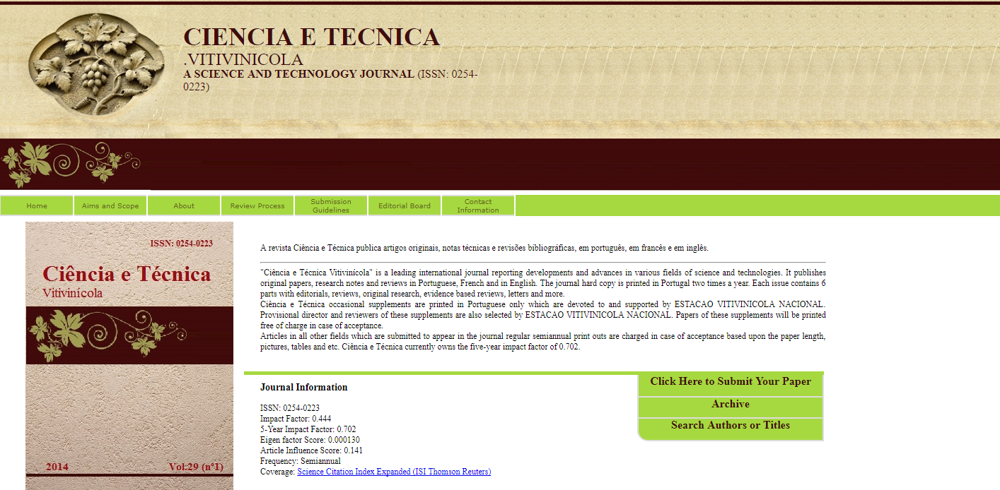 CIENCIA E TECNICA
.VITIVINICOLA
A SCIENCE AND TECHNOLOGY JOURNAL (ISSN: 0254-
0223)
Home
Aims and Scope
About
Review Process
Submission
Guidelines
Editorial Board
Contact
Information
ISSN: 0254-0223
Ciência e Técnica
Vitivinícola
2014
Vol.29 (nº1)
A revista Ciência e Técnica publica artigos originais, notas técnicas e revisões bibliográficas, em português, em francês e em inglês.
"Ciência e Técnica Vitivinícola" is a leading international journal reporting developments and advances in various fields of science and technologies. It publishes
original papers, research notes and reviews in Portuguese, French and in English. The journal hard copy is printed in Portugal two times a year. Each issue contains 6
parts with editorials, reviews, original research, evidence based reviews, letters and more.
Ciência e Técnica occasional supplements are printed in Portuguese only which are devoted to and supported by ESTACAO VITIVINICOLA NACIONAL.
Provisional director and reviewers of these supplements are also selected by ESTACAO VITIVINICOLA NACIONAL. Papers of these supplements will be printed
free of charge in case of acceptance.
Articles in all other fields which are submitted to appear in the journal regular semiannual print outs are charged in case of acceptance based upon the paper length,
pictures, tables and etc. Ciência e Técnica currently owns the five-year impact factor of 0.702.
Journal Information
ISSN: 0254-0223
Impact Factor: 0.444
5-Year Impact Factor: 0.702
Eigen factor Score: 0.000130
Article Influence Score: 0.141
Frequency: Semiannual
Coverage: Science Citation Index Expanded (ISI Thomson Reuters)
Click Here to Submit Your Paper
Archive
Search Authors or Titles